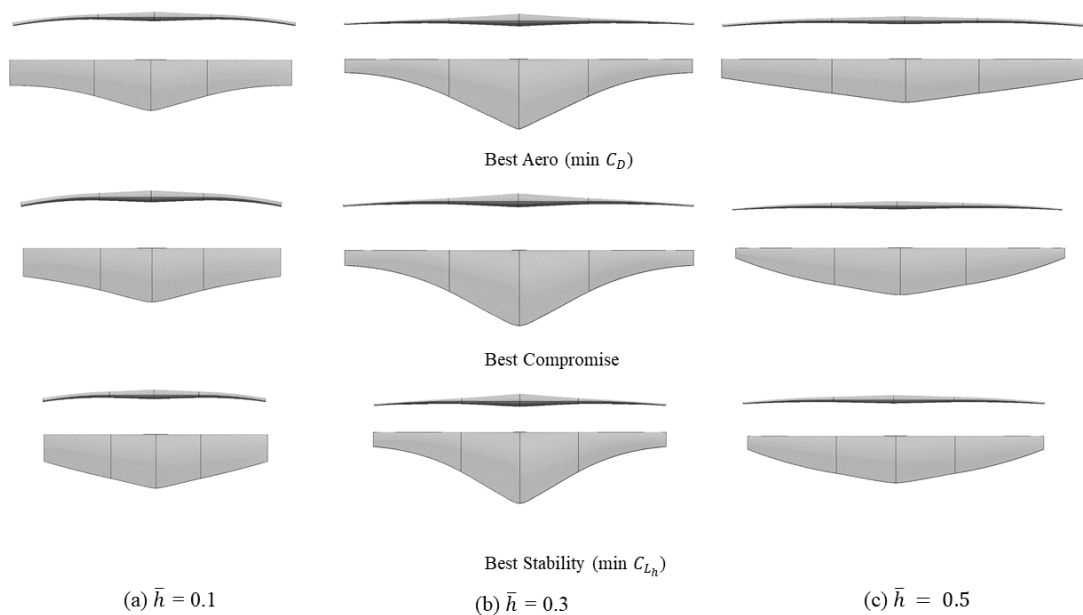 Best Aero (min C_D)
Best Compromise
Best Stability (min C_{L_h})
(a) h̄ = 0.1
(b) h̄ = 0.3
(c) h̄ = 0.5